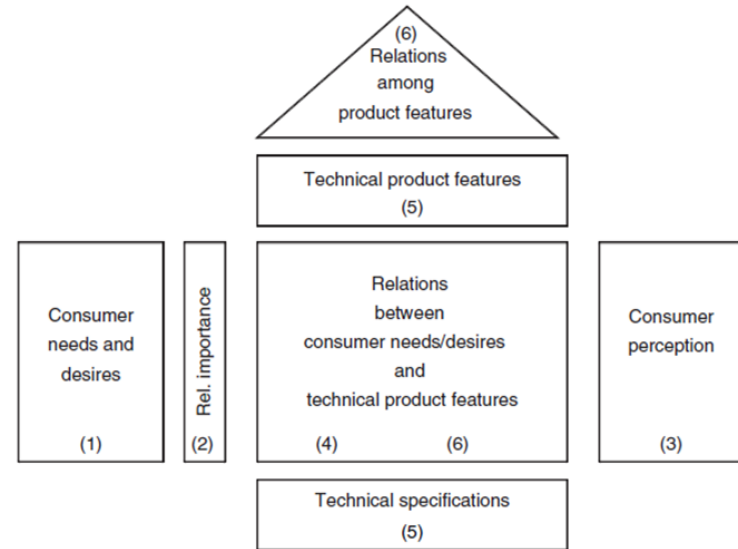 (6)
Relations
among
product features
Technical product features
(5)
Consumer
needs and
desires
(1)
Rel. importance
(2)
Relations
between
consumer needs/desires
and
technical product features
(4) (6)
Consumer
perception
(3)
Technical specifications
(5)